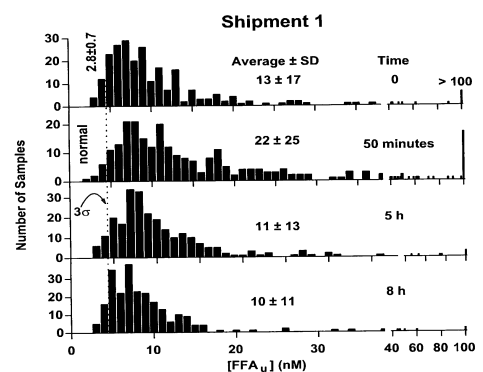 Shipment 1
Number of Samples
2.8±0.7
normal
3σ
Average ± SD
Time
> 100
30
20
10
0
13 ± 17
0
20
10
0
22 ± 25
50 minutes
30
20
10
0
11 ± 13
5 h
30
20
10
0
10 ± 11
8 h
0
10
20
30
40
60
80
100
[FFAu] (nM)